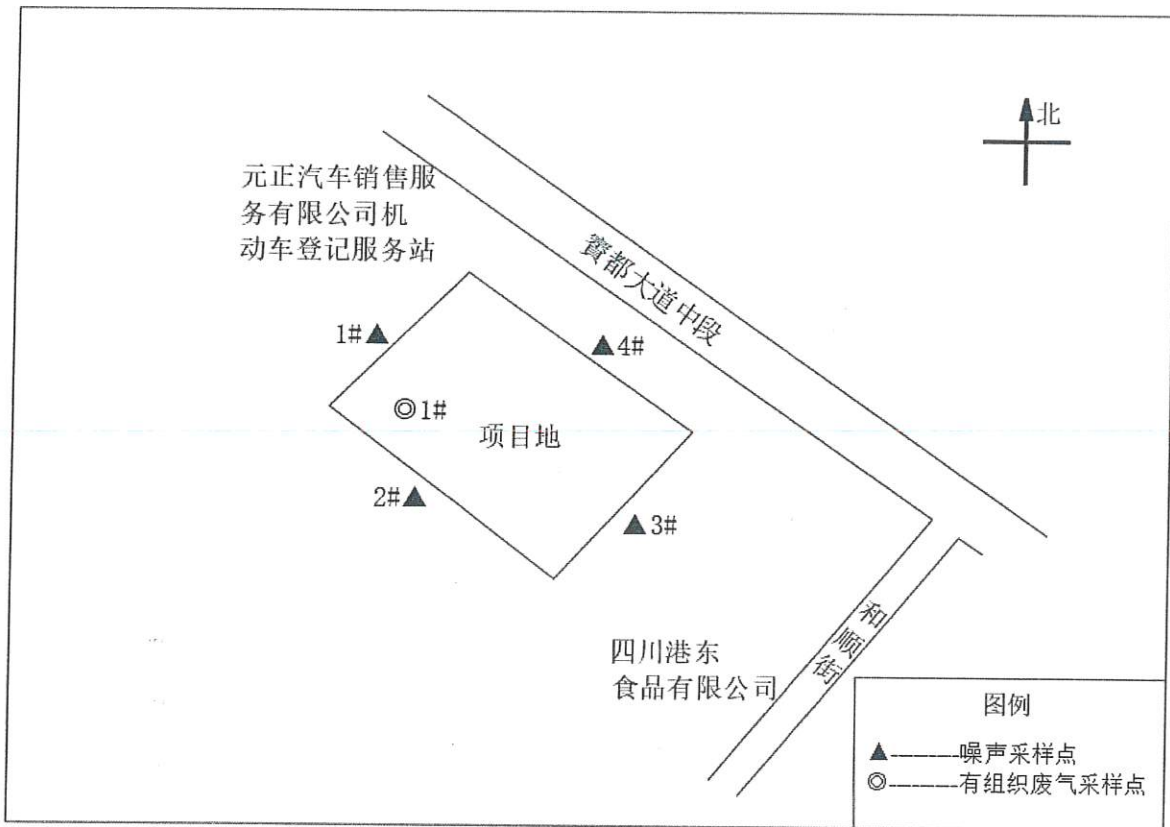 北
元正汽车销售服
务有限公司机
动车登记服务站
賨都大道中段
1#▲
▲4#
◎1#
项目地
2#▲
▲3#
和顺街
四川港东
食品有限公司
图例
▲————噪声采样点
◎————有组织废气采样点